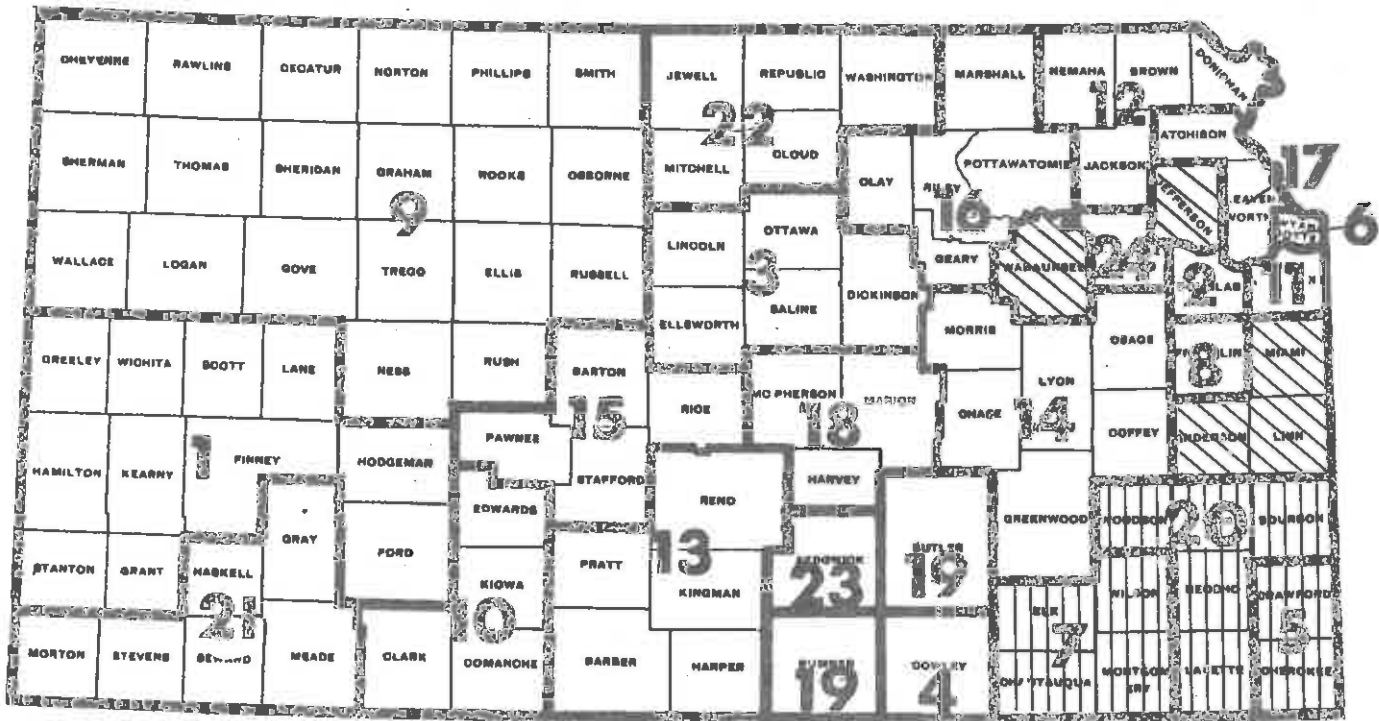 CHEYENNE RAWLINS DECATUR NORTON PHILLIPS SMITH JEWELL REPUBLIC WASHINGTON MARSHALL NEMAHA BROWN DONIPHAN
22 12 3
SHERMAN THOMAS SHERIDAN GRAHAM ROOKS OSBORNE MITCHELL CLOUD CLAY POTTAWATOMIE JACKSON ATCHISON
9 RILEY 16 JEFFERSON 17
LINCOLN OTTAWA 6
WALLACE LOGAN GOVE TREGO ELLIS RUSSELL 3 GEARY WABAUNSEE 2 11
ELLSWORTH SALINE DICKINSON MORRIS OSAGE
GREELEY WICHITA SCOTT LANE NESS RUSH BARTON 8 MIAMI
15 RICE MCPHERSON MARION LYON
18 CHASE 14
PAWNEE COFFEY ANDERSON LINN
HAMILTON KEARNY 1 FINNEY HODGEMAN STAFFORD HARVEY
RENO
EDWARDS GREENWOOD WOODSON 20 BOURBON
GRAY FORD 13 BUTLER
STANTON GRANT HASKELL PRATT 23 19
KIOWA KINGMAN ELK WILSON CRAWFORD
21 10 7 5
MORTON STEVENS SEWARD MEADE CLARK COMANCHE BARBER HARPER 19 COWLEY 4 LABETTE CHEROKEE